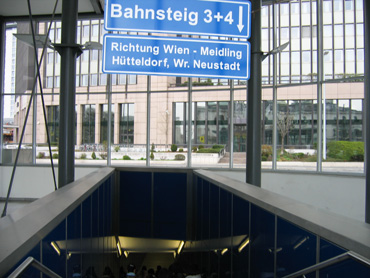 Bahnsteig 3+4↓
Richtung Wien - Meidling
Hütteldorf, Wr. Neustadt